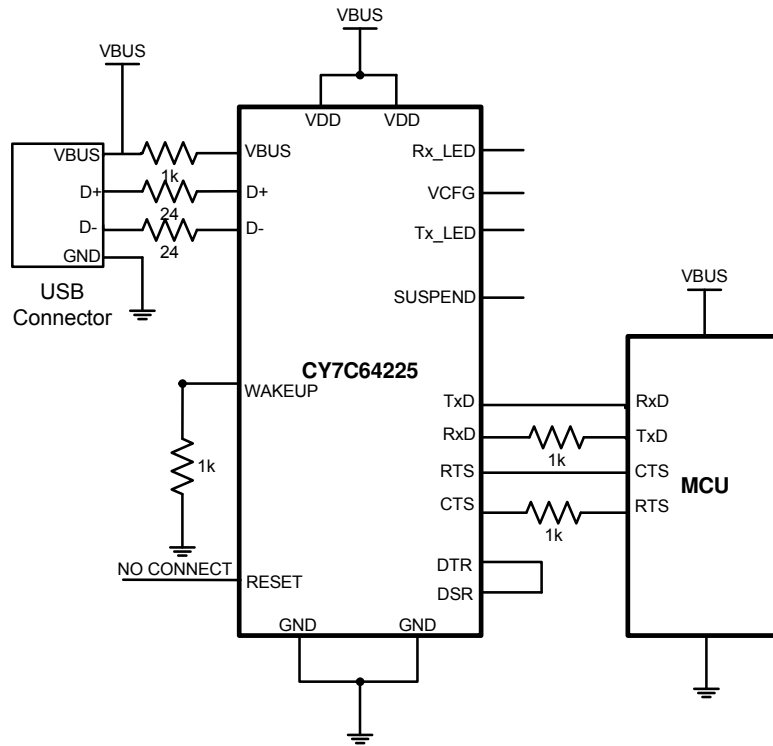 VBUS
VBUS
VDD VDD
VBUS
1k
VBUS
Rx_LED
D+
24
D+
VCFG
D-
24
D-
Tx_LED
GND
USB
Connector
SUSPEND
VBUS
CY7C64225
WAKEUP
1k
TxD
RxD
RxD
1k
TxD
RTS
CTS
CTS
1k
RTS
MCU
NO CONNECT
RESET
DTR
DSR
GND GND